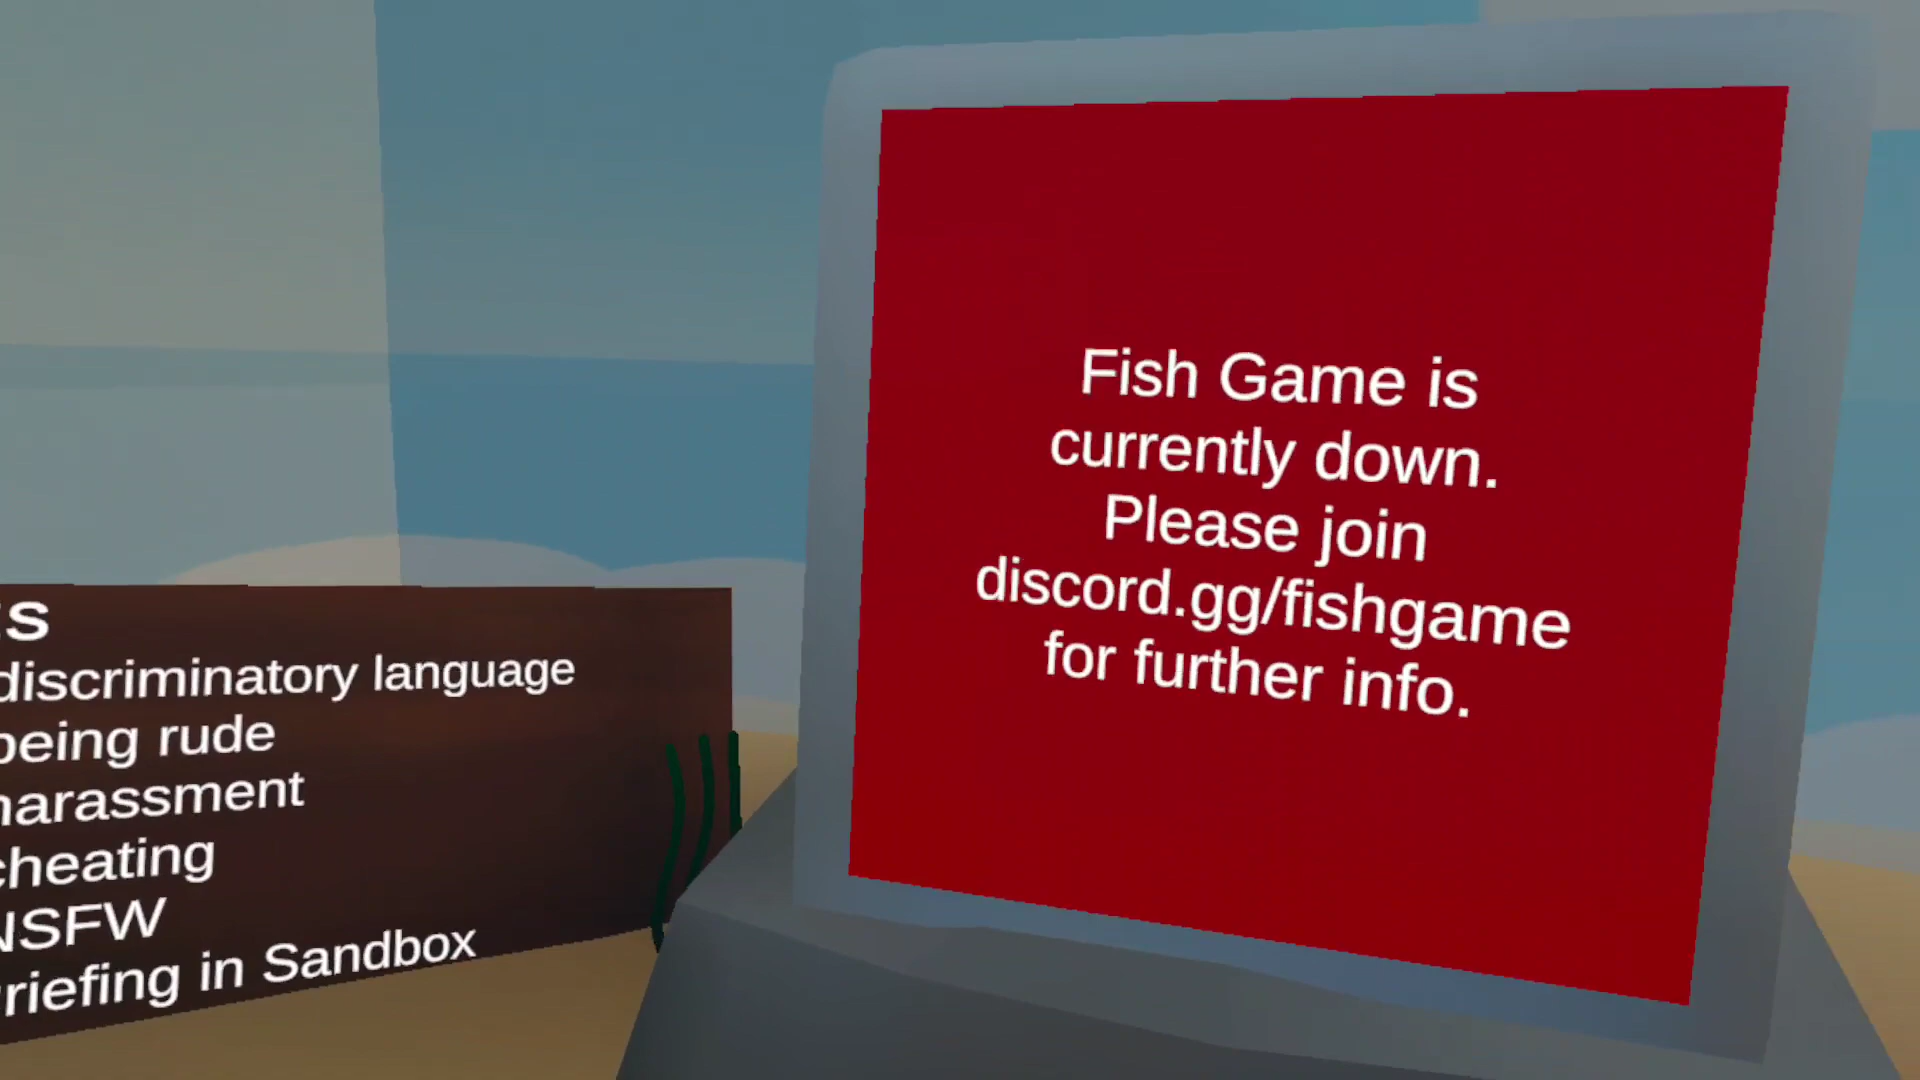 discriminatory language
being rude
harassment
cheating
NSFW
in Sandbox
Fish Game is
currently down.
Please join
discord.gg/fishgame
for further info.